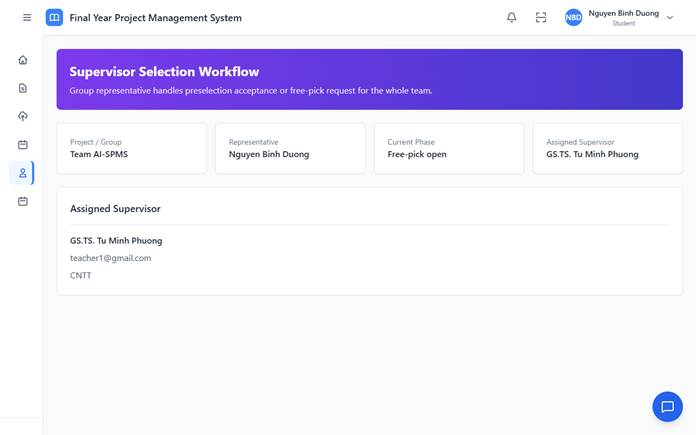 Final Year Project Management System
NBD
Nguyen Binh Duong
Student
Supervisor Selection Workflow
Group representative handles preselection acceptance or free-pick request for the whole team.
Project / Group
Team AI-SPMS
Representative
Nguyen Binh Duong
Current Phase
Free-pick open
Assigned Supervisor
GS.TS. Tu Minh Phuong
Assigned Supervisor
GS.TS. Tu Minh Phuong
teacher1@gmail.com
CNTT